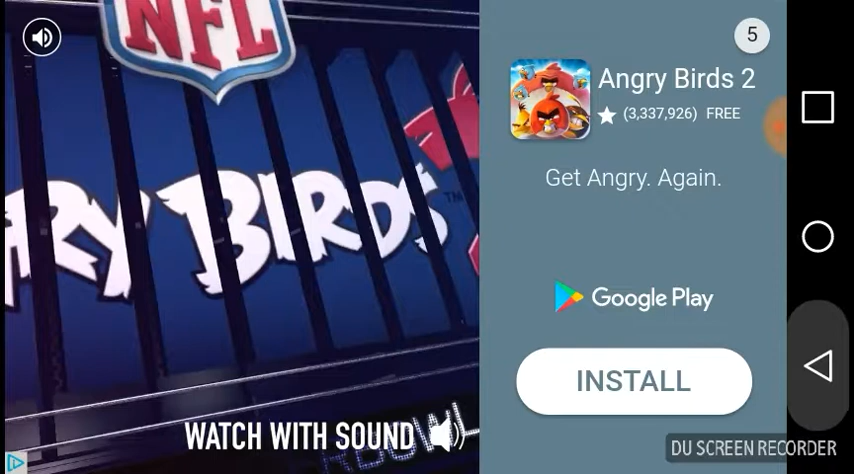 NFL
5
Angry Birds 2
(3,337,926) FREE
RY BIRDS™
Get Angry. Again.
Google Play
INSTALL
WATCH WITH SOUND
DU SCREEN RECORDER